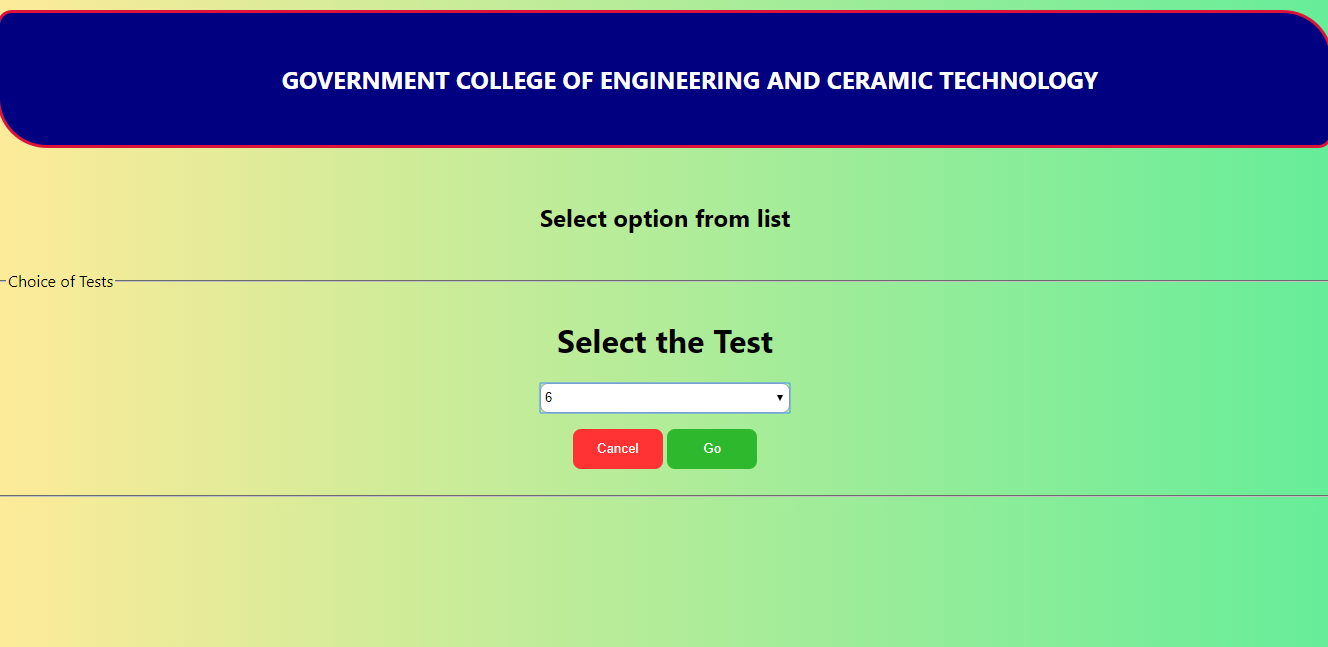 GOVERNMENT COLLEGE OF ENGINEERING AND CERAMIC TECHNOLOGY
Select option from list
Choice of Tests
Select the Test
6
Cancel Go